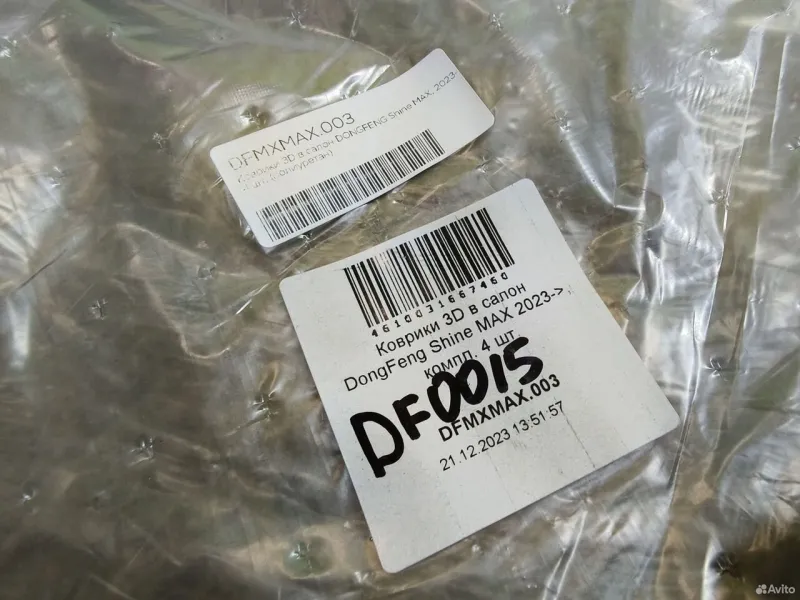 DFMXMAX.003
Коврики 3D в салон DONGFENG Shine MAX, 2023-
(полиуретан)
4610031667460
Коврики 3D в салон
DongFeng Shine MAX 2023->,
компл. 4 шт.
DF0015
DFMXMAX.003
21.12.2023 13:51:57
Avito